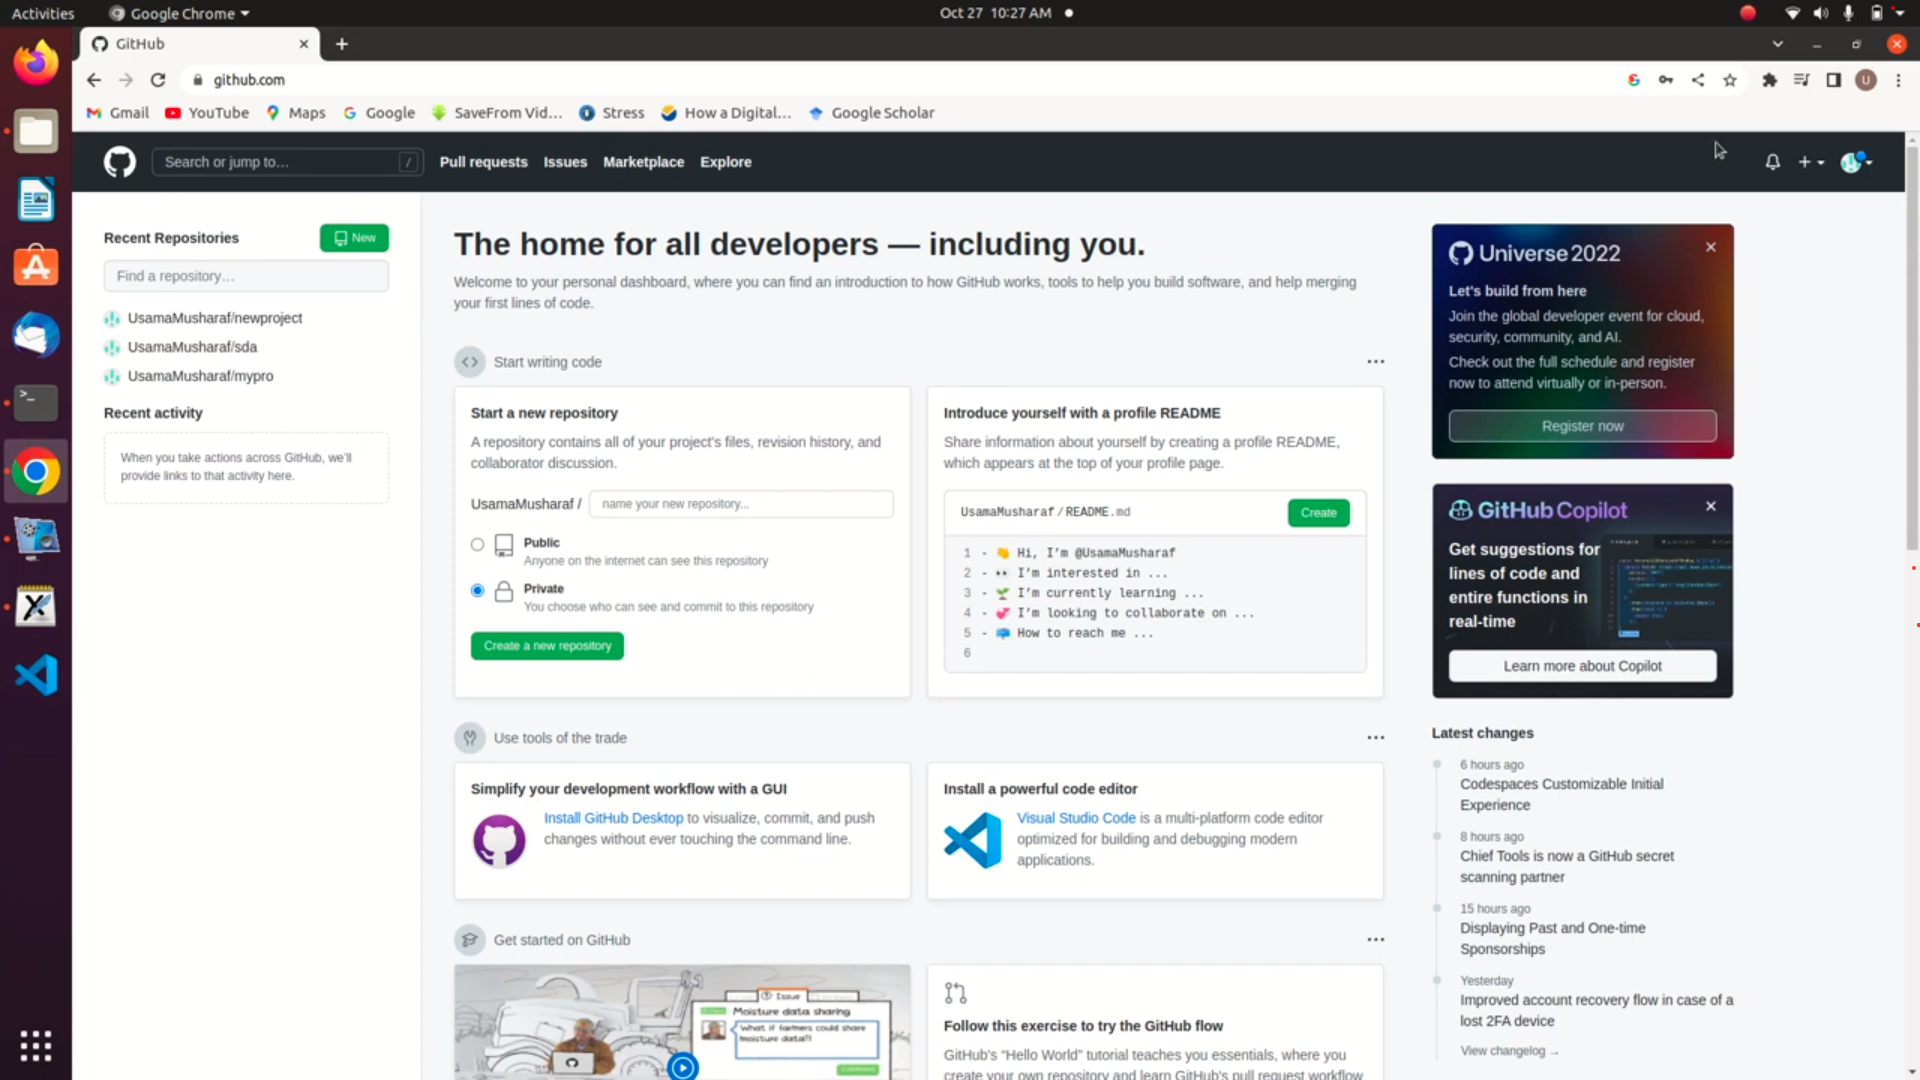 Activities
Google Chrome
Oct 27 10:27 AM
GitHub
github.com
U
Gmail
YouTube
Maps
Google
SaveFrom Vid...
Stress
How a Digital...
Google Scholar
Search or jump to...
/
Pull requests
Issues
Marketplace
Explore
Recent Repositories
New
Find a repository...
UsamaMusharaf/newproject
UsamaMusharaf/sda
UsamaMusharaf/mypro
Recent activity
When you take actions across GitHub, we'll
provide links to that activity here.
The home for all developers — including you.
Welcome to your personal dashboard, where you can find an introduction to how GitHub works, tools to help you build software, and help merging
your first lines of code.
Start writing code
Start a new repository
A repository contains all of your project's files, revision history, and
collaborator discussion.
UsamaMusharaf /
name your new repository...
Public
Anyone on the internet can see this repository
Private
You choose who can see and commit to this repository
Create a new repository
Introduce yourself with a profile README
Share information about yourself by creating a profile README,
which appears at the top of your profile page.
UsamaMusharaf / README.md
Create
1 - 👋 Hi, I'm @UsamaMusharaf
2 - 👀 I'm interested in ...
3 - 🌱 I'm currently learning ...
4 - 💞️ I'm looking to collaborate on ...
5 - 📫 How to reach me ...
6
Use tools of the trade
Simplify your development workflow with a GUI
Install GitHub Desktop to visualize, commit, and push
changes without ever touching the command line.
Install a powerful code editor
Visual Studio Code is a multi-platform code editor
optimized for building and debugging modern
applications.
Get started on GitHub
Issue
Moisture data sharing
What if farmers could share
moisture data?!
Comment
Follow this exercise to try the GitHub flow
GitHub's "Hello World" tutorial teaches you essentials, where you
create your own repository and learn GitHub's pull request workflow
Universe 2022
Let's build from here
Join the global developer event for cloud,
security, community, and AI.
Check out the full schedule and register
now to attend virtually or in-person.
Register now
GitHub Copilot
Get suggestions for
lines of code and
entire functions in
real-time
Learn more about Copilot
Latest changes
6 hours ago
Codespaces Customizable Initial
Experience
8 hours ago
Chief Tools is now a GitHub secret
scanning partner
15 hours ago
Displaying Past and One-time
Sponsorships
Yesterday
Improved account recovery flow in case of a
lost 2FA device
View changelog →